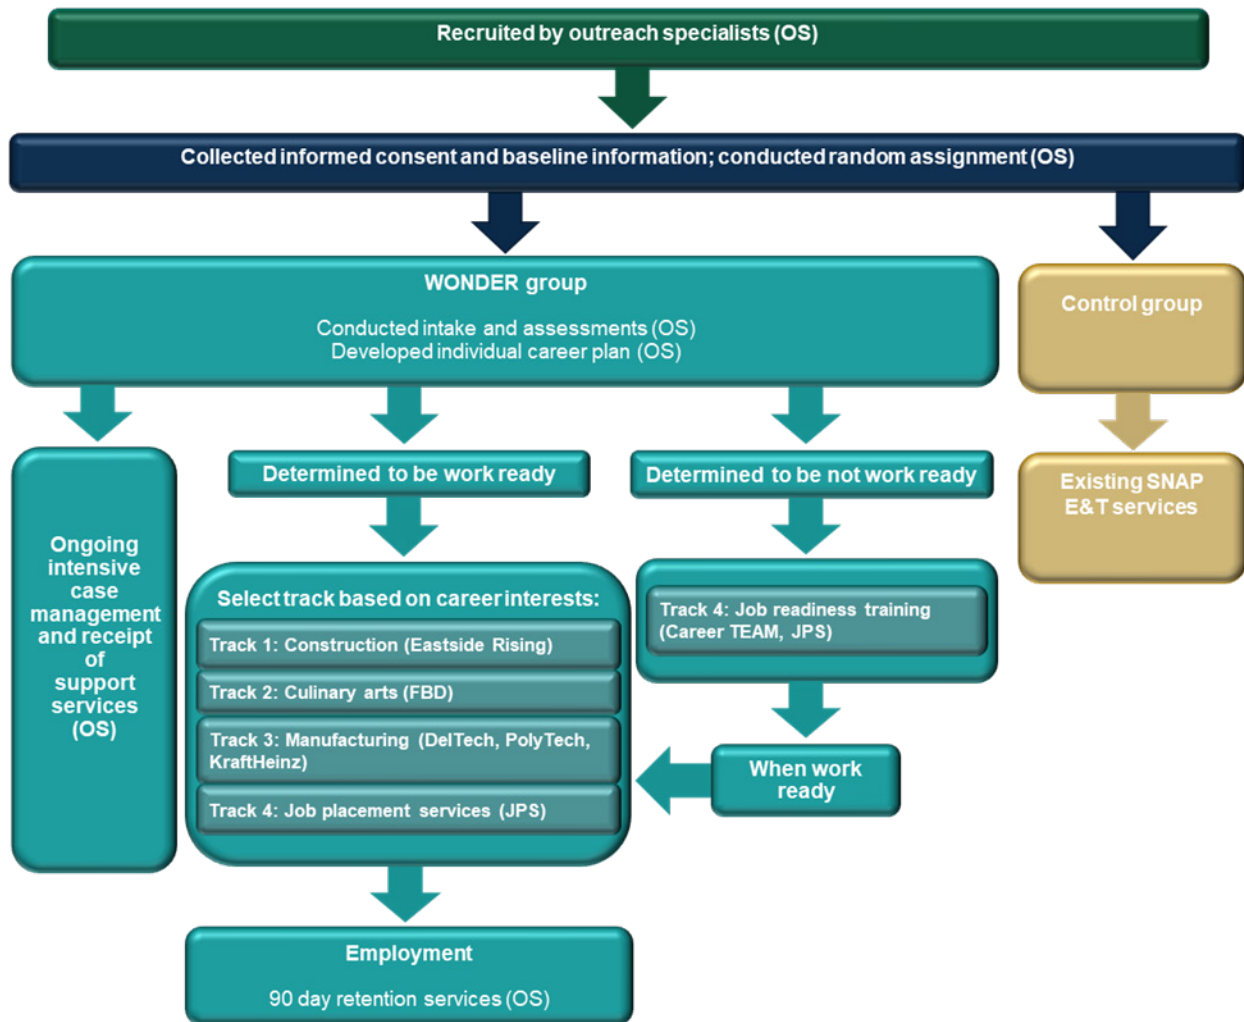 Recruited by outreach specialists (OS)
Collected informed consent and baseline information; conducted random assignment (OS)
WONDER group
Conducted intake and assessments (OS)
Developed individual career plan (OS)
Control group
Ongoing
intensive
case
management
and receipt
of
support
services
(OS)
Determined to be work ready
Determined to be not work ready
Existing SNAP
E&T services
Select track based on career interests:
Track 1: Construction (Eastside Rising)
Track 2: Culinary arts (FBD)
Track 3: Manufacturing (DelTech, PolyTech,
KraftHeinz)
Track 4: Job placement services (JPS)
Track 4: Job readiness training
(Career TEAM, JPS)
When work
ready
Employment
90 day retention services (OS)